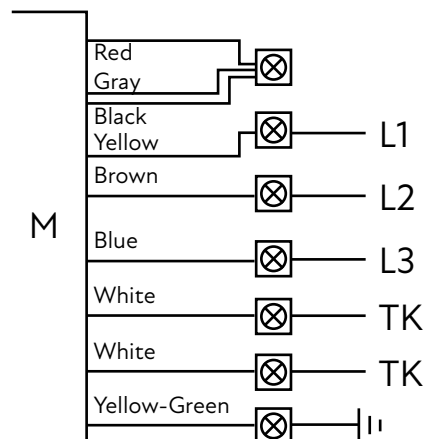 Red
Gray
Black
Yellow
L1
Brown
L2
M
Blue
L3
White
TK
White
TK
Yellow-Green